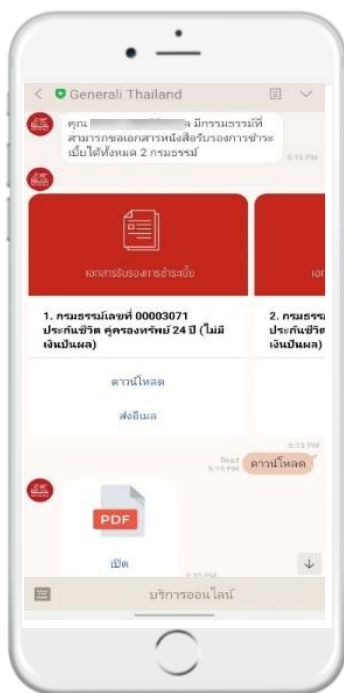 Generali Thailand
คุณ ล มีกรมธรรม์ที่
สามารถขอเอกสารหนังสือรับรองการชำระ
เบี้ยได้ทั้งหมด 2 กรมธรรม์
5:15 PM
เอกสารรับรองการชำระเบี้ย
เอก
1. กรมธรรม์เลขที่ 00003071
ประกันชีวิต คู่ครองทรัพย์ 24 ปี (ไม่มี
เงินปันผล)
2. กรมธรร
ประกันชีวิต
เงินปันผล)
ดาวน์โหลด
ส่งอีเมล
5:15 PM
Read
5:15 PM
ดาวน์โหลด
PDF
เปิด
5:15 PM
บริการออนไลน์